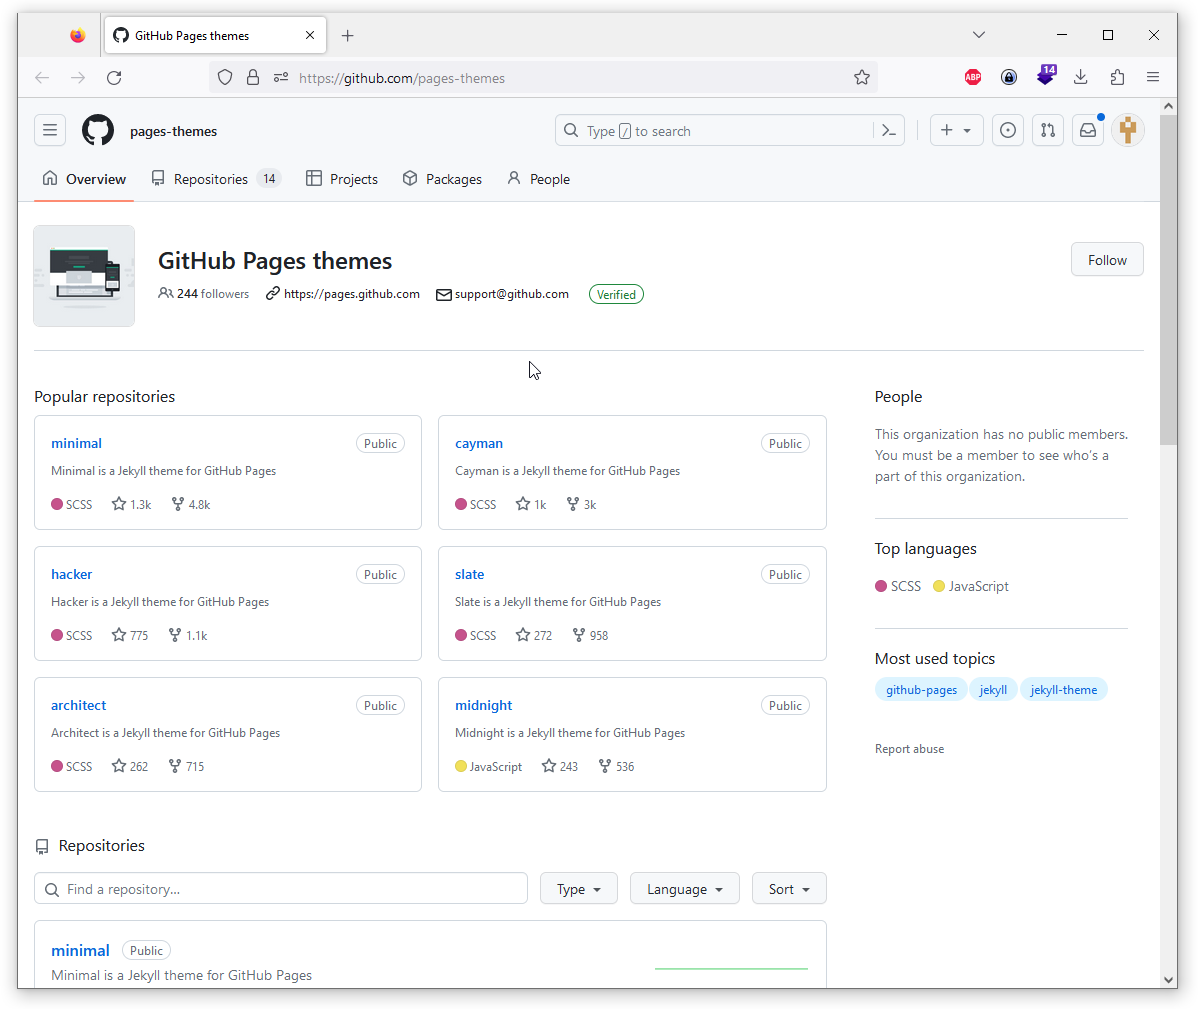 GitHub Pages themes
https://github.com/pages-themes
ABP
14
pages-themes
Type / to search
Overview
Repositories 14
Projects
Packages
People
GitHub Pages themes
Follow
244 followers
https://pages.github.com
support@github.com
Verified
Popular repositories
minimal
Public
Minimal is a Jekyll theme for GitHub Pages
SCSS 1.3k 4.8k
cayman
Public
Cayman is a Jekyll theme for GitHub Pages
SCSS 1k 3k
hacker
Public
Hacker is a Jekyll theme for GitHub Pages
SCSS 775 1.1k
slate
Public
Slate is a Jekyll theme for GitHub Pages
SCSS 272 958
architect
Public
Architect is a Jekyll theme for GitHub Pages
SCSS 262 715
midnight
Public
Midnight is a Jekyll theme for GitHub Pages
JavaScript 243 536
People
This organization has no public members.
You must be a member to see who's a
part of this organization.
Top languages
SCSS JavaScript
Most used topics
github-pages jekyll jekyll-theme
Report abuse
Repositories
Find a repository...
Type
Language
Sort
minimal Public
Minimal is a Jekyll theme for GitHub Pages